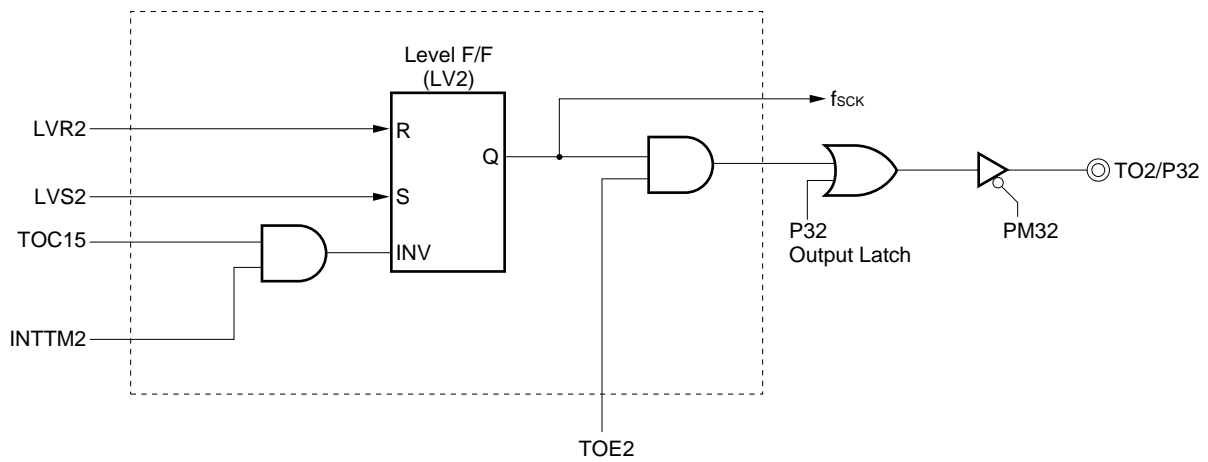 Level F/F
(LV2)
fSCK
LVR2
R
Q
LVS2
S
TO2/P32
TOC15
INV
P32
Output Latch
PM32
INTTM2
TOE2